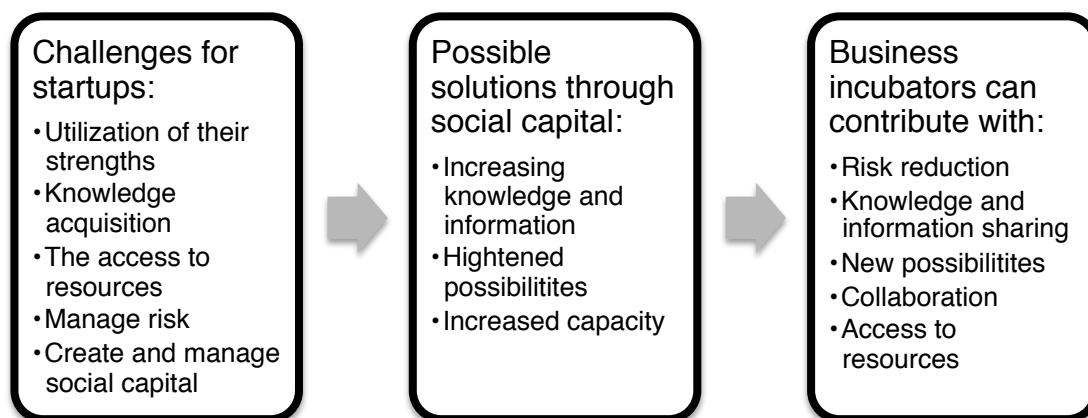 Challenges for
startups:
•Utilization of their
strengths
•Knowledge
acquisition
•The access to
resources
•Manage risk
•Create and manage
social capital
Possible
solutions through
social capital:
•Increasing
knowledge and
information
•Hightened
possibilitites
•Increased capacity
Business
incubators can
contribute with:
•Risk reduction
•Knowledge and
information sharing
•New possibilitites
•Collaboration
•Access to
resources